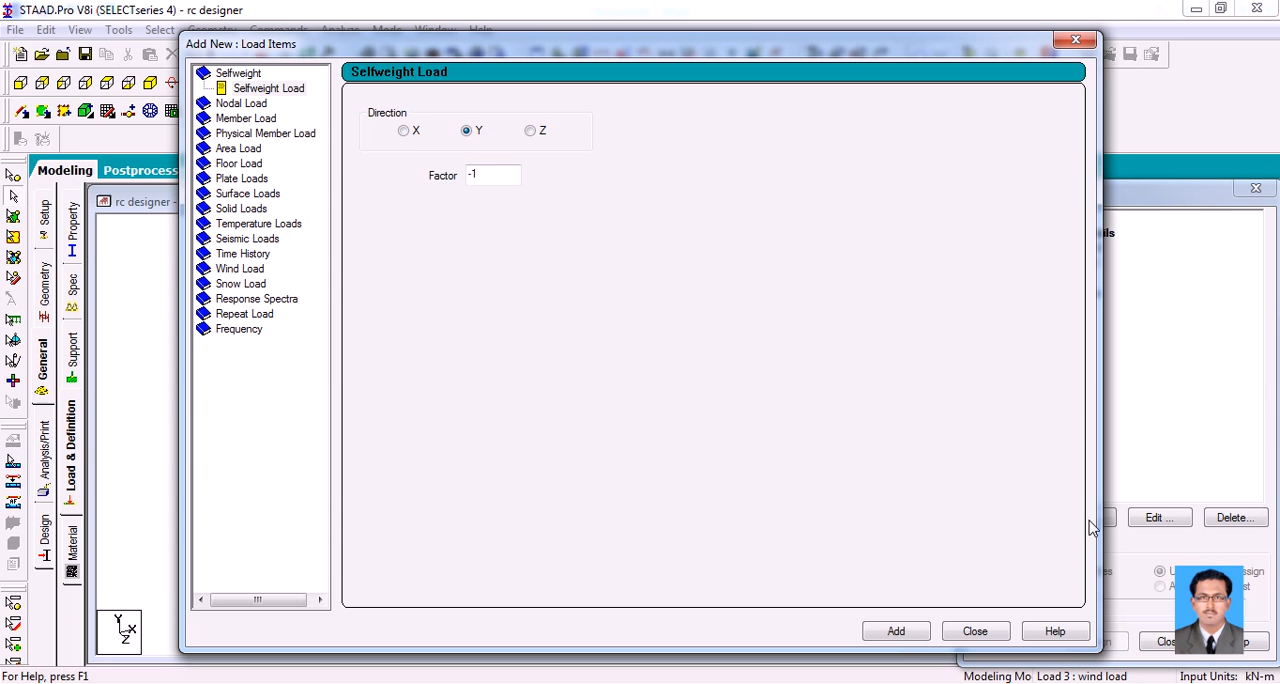 STAAD.Pro V8i (SELECTseries 4) - rc designer
File Edit View Tools Select
Add New : Load Items
Selfweight
Selfweight Load
Nodal Load
Member Load
Physical Member Load
Area Load
Floor Load
Plate Loads
Surface Loads
Solid Loads
Temperature Loads
Seismic Loads
Time History
Wind Load
Snow Load
Response Spectra
Repeat Load
Frequency
Selfweight Load
Direction
X Y Z
Factor -1
Add Close Help
Modeling Postproces
rc designer -
Setup
Geometry
General
Analysis/Print
Design
Property
Spec
Support
Load & Definition
Material
Y
X
Z
Edit ... Delete...
For Help, press F1
Modeling Mo Load 3 : wind load Input Units: kN-m